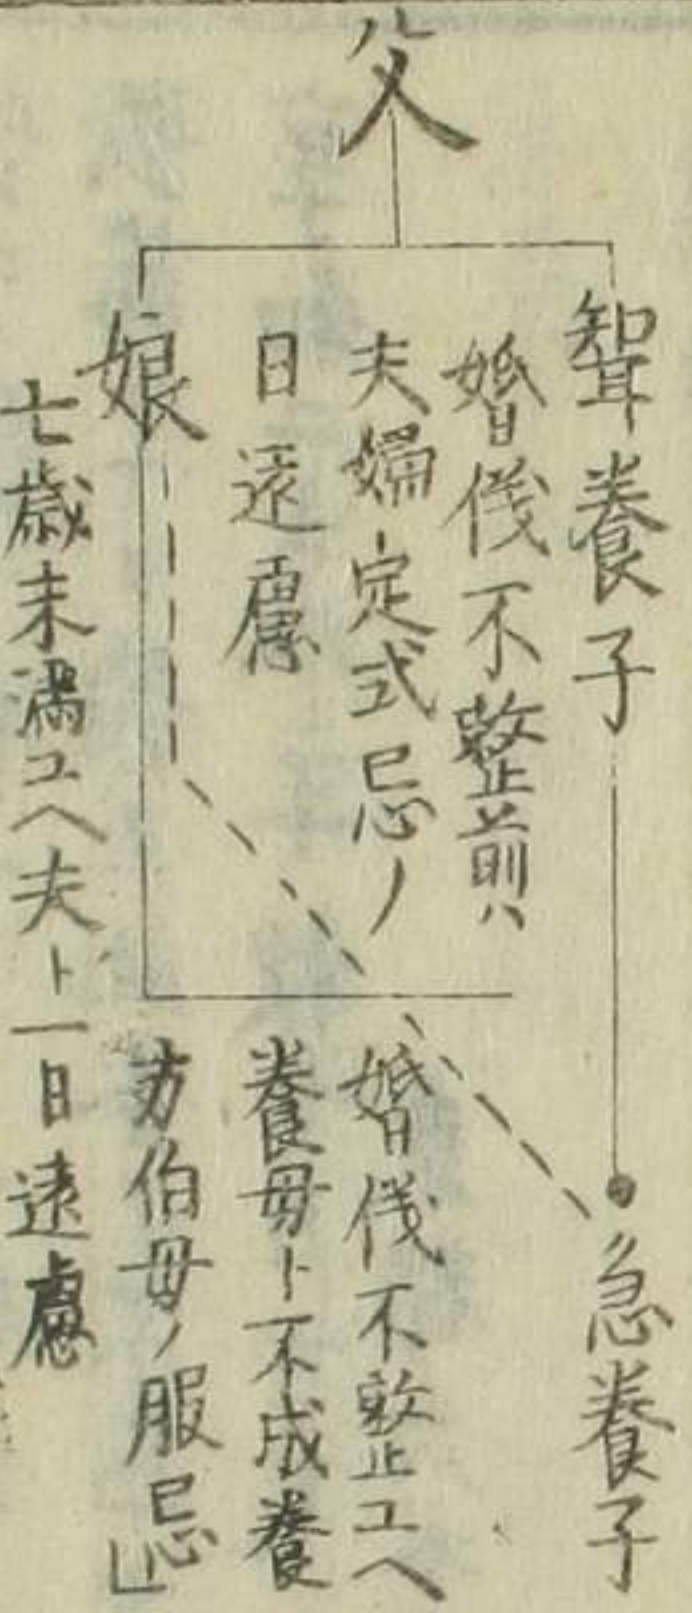 父
聟養子
婚儀不整前ハ
夫婦定式忌ノ
日遠慮
娘
七歳未満ユヘ夫ト一日遠慮
急養子
婚儀不整ユヘ
養母ト不成養
方伯母ノ服忌」